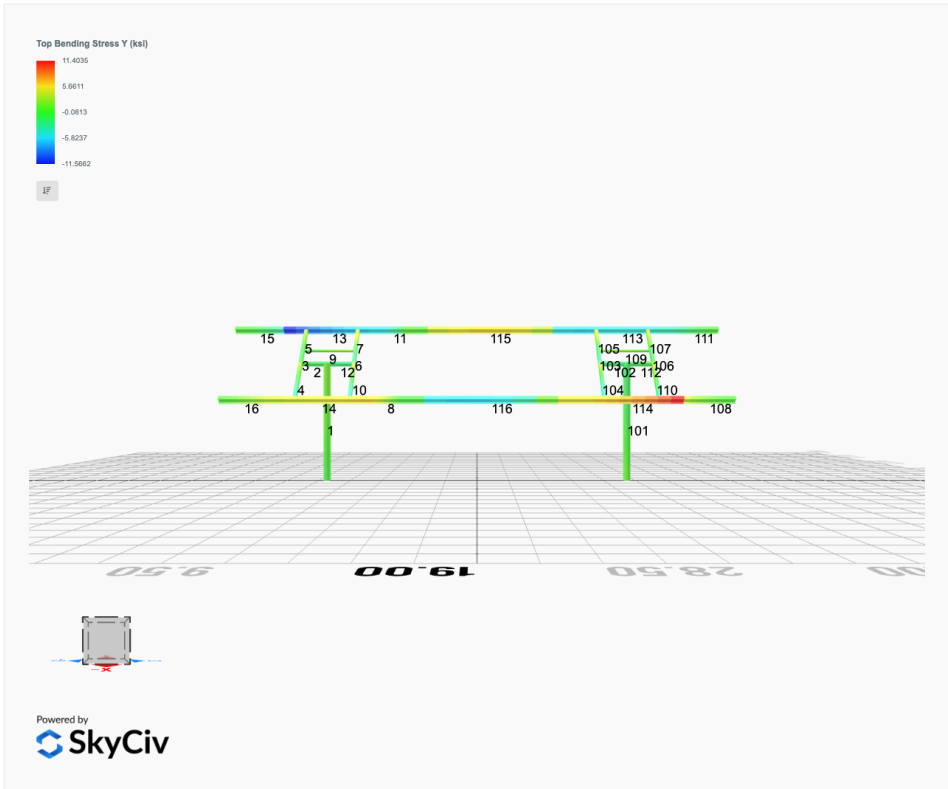 Top Bending Stress Y (ksi)
11.4035
5.6611
-0.0813
-5.8237
-11.5662
15 13 11 115 113 111
5 7 105 107
9 109
3 6 103 106
2 12 102 112
4 10 104 110
16 14 8 116 114 108
1 101
9.50 19.00 28.50
Powered by
SkyCiv